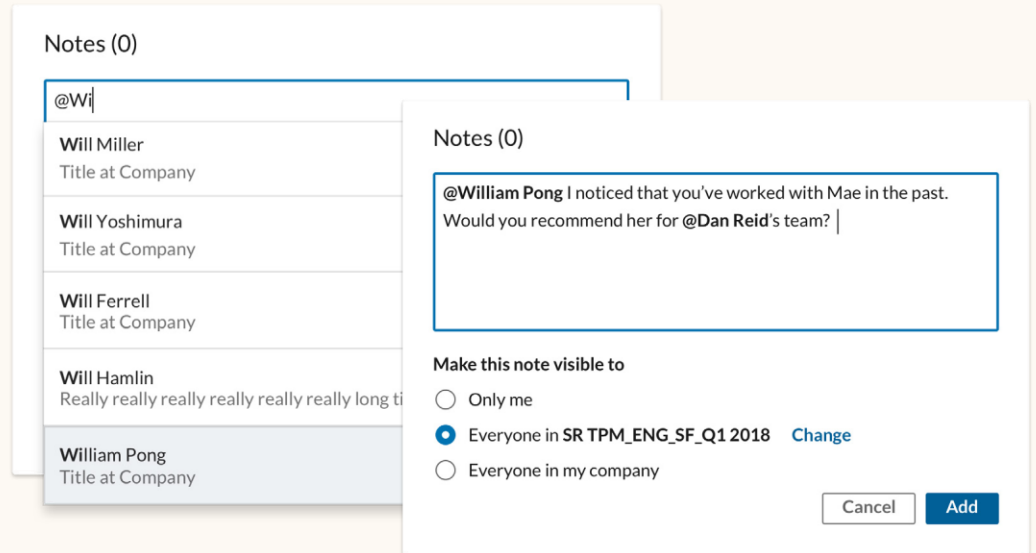 Notes (0)
@Wi
Will Miller
Title at Company
Will Yoshimura
Title at Company
Will Ferrell
Title at Company
Will Hamlin
Really really really really really really long ti
William Pong
Title at Company
Notes (0)
@William Pong I noticed that you’ve worked with Mae in the past.
Would you recommend her for @Dan Reid’s team?
Make this note visible to
Only me
Everyone in SR TPM_ENG_SF_Q1 2018 Change
Everyone in my company
Cancel Add